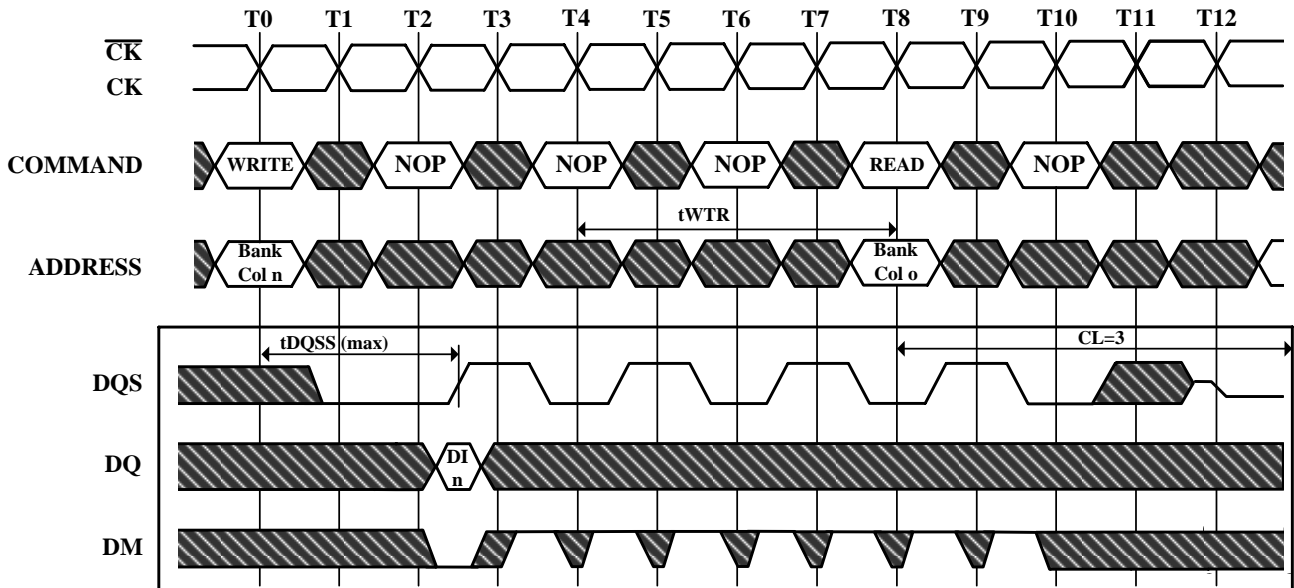 T0 T1 T2 T3 T4 T5 T6 T7 T8 T9 T10 T11 T12
CK
CK
COMMAND WRITE NOP NOP NOP READ NOP
tWTR
ADDRESS Bank Col n Bank Col o
tDQSS (max) CL=3
DQS
DQ DI n
DM